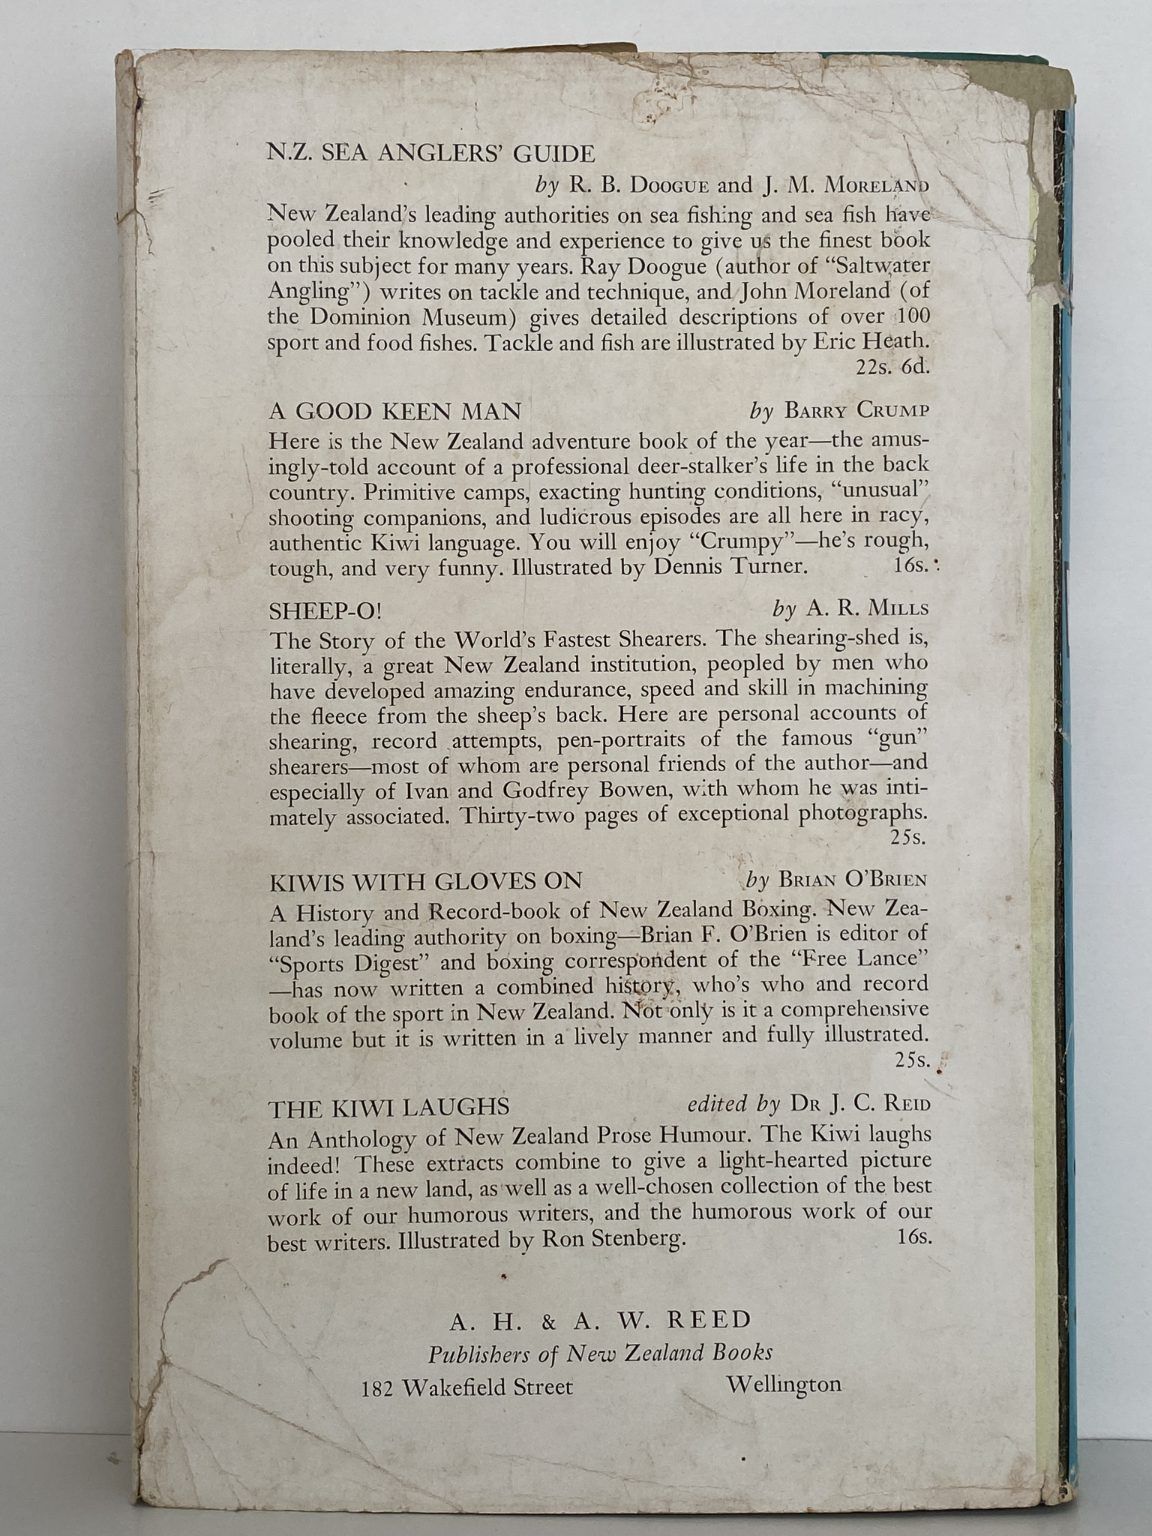 N.Z. SEA ANGLERS' GUIDE
by R. B. DOOGUE and J. M. MORELAND
New Zealand's leading authorities on sea fishing and sea fish have
pooled their knowledge and experience to give us the finest book
on this subject for many years. Ray Doogue (author of “Saltwater
Angling”) writes on tackle and technique, and John Moreland (of
the Dominion Museum) gives detailed descriptions of over 100
sport and food fishes. Tackle and fish are illustrated by Eric Heath.
22s. 6d.
A GOOD KEEN MAN by BARRY CRUMP
Here is the New Zealand adventure book of the year—the amus-
ingly-told account of a professional deer-stalker's life in the back
country. Primitive camps, exacting hunting conditions, “unusual”
shooting companions, and ludicrous episodes are all here in racy,
authentic Kiwi language. You will enjoy “Crumpy”—he's rough,
tough, and very funny. Illustrated by Dennis Turner. 16s.
SHEEP-O! by A. R. MILLS
The Story of the World's Fastest Shearers. The shearing-shed is,
literally, a great New Zealand institution, peopled by men who
have developed amazing endurance, speed and skill in machining
the fleece from the sheep's back. Here are personal accounts of
shearing, record attempts, pen-portraits of the famous “gun”
shearers—most of whom are personal friends of the author—and
especially of Ivan and Godfrey Bowen, with whom he was inti-
mately associated. Thirty-two pages of exceptional photographs.
25s.
KIWIS WITH GLOVES ON by BRIAN O'BRIEN
A History and Record-book of New Zealand Boxing. New Zea-
land's leading authority on boxing—Brian F. O'Brien is editor of
“Sports Digest” and boxing correspondent of the “Free Lance”
—has now written a combined history, who's who and record
book of the sport in New Zealand. Not only is it a comprehensive
volume but it is written in a lively manner and fully illustrated.
25s.
THE KIWI LAUGHS edited by DR J. C. REID
An Anthology of New Zealand Prose Humour. The Kiwi laughs
indeed! These extracts combine to give a light-hearted picture
of life in a new land, as well as a well-chosen collection of the best
work of our humorous writers, and the humorous work of our
best writers. Illustrated by Ron Stenberg. 16s.
A. H. & A. W. REED
Publishers of New Zealand Books
182 Wakefield Street Wellington